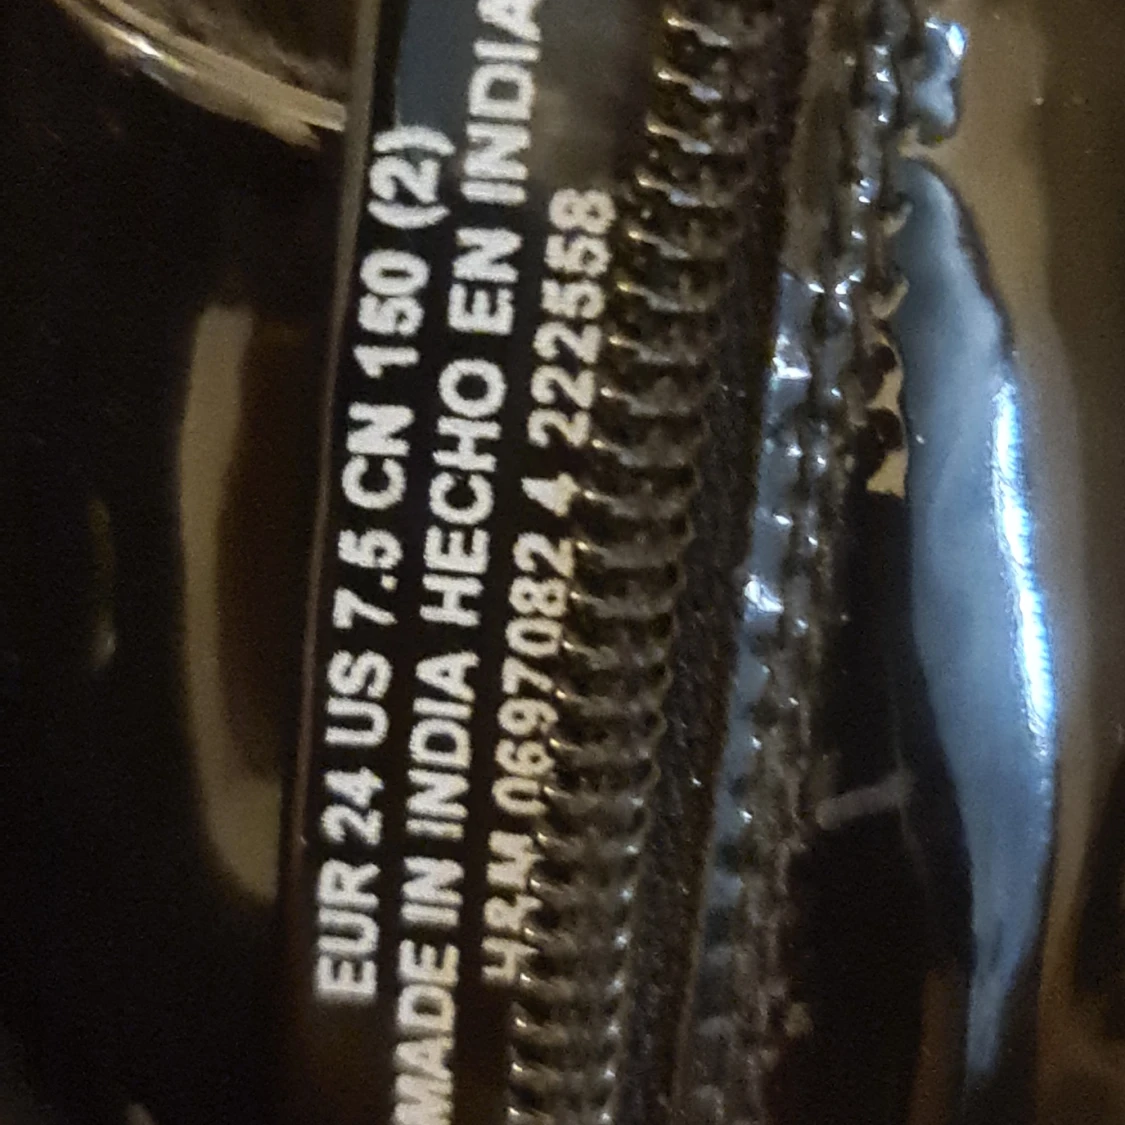 EUR 24 US 7.5 CN 150 (2)
MADE IN INDIA HECHO EN INDIA
H&M 0697082 4 222558